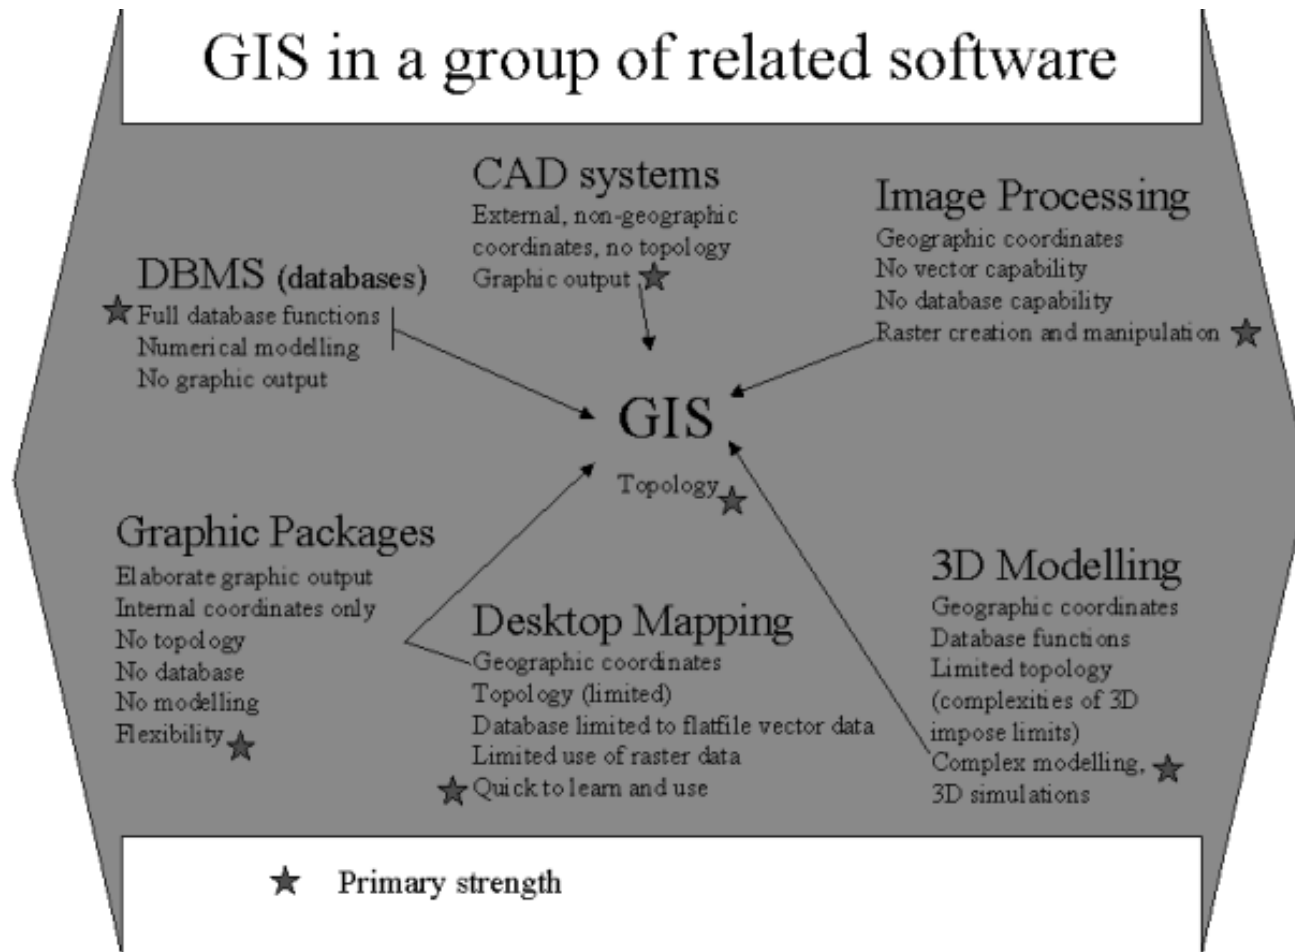 GIS in a group of related software
CAD systems
External, non-geographic
coordinates, no topology
Graphic output
Image Processing
Geographic coordinates
No vector capability
No database capability
Raster creation and manipulation
DBMS (databases)
Full database functions
Numerical modelling
No graphic output
GIS
Topology
Graphic Packages
Elaborate graphic output
Internal coordinates only
No topology
No database
No modelling
Flexibility
Desktop Mapping
Geographic coordinates
Topology (limited)
Database limited to flatfile vector data
Limited use of raster data
Quick to learn and use
3D Modelling
Geographic coordinates
Database functions
Limited topology
(complexities of 3D
impose limits)
Complex modelling,
3D simulations
Primary strength